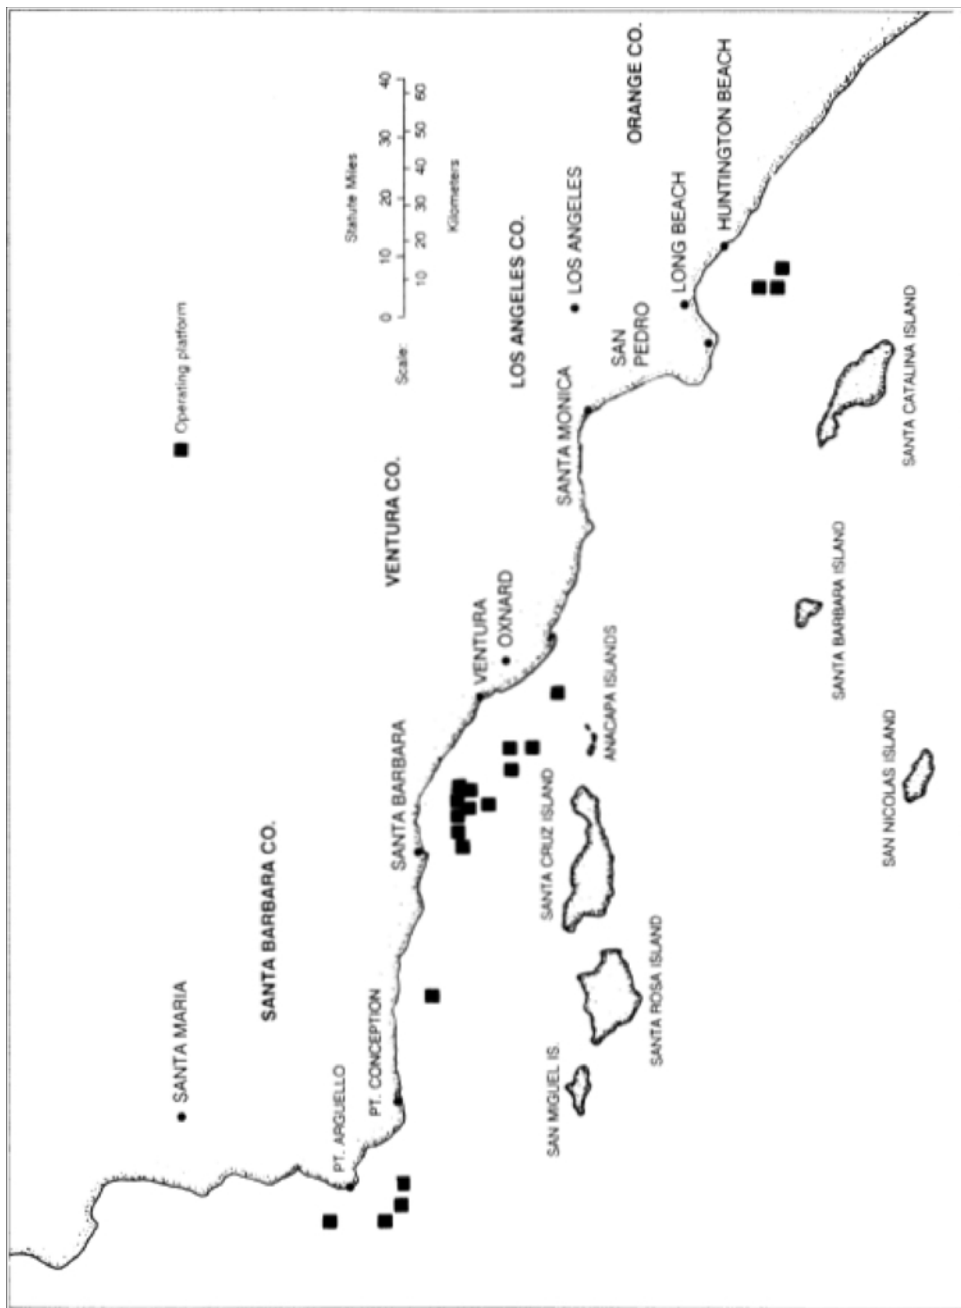 Operating platform
Statute Miles
0 10 20 30 40
Scale:
10 20 30 40 50 60
Kilometers
SANTA MARIA
SANTA BARBARA CO.
VENTURA CO.
LOS ANGELES CO.
ORANGE CO.
PT. ARGUELLO
PT. CONCEPTION
SANTA BARBARA
VENTURA
OXNARD
SANTA MONICA
LOS ANGELES
SAN
PEDRO
LONG BEACH
HUNTINGTON BEACH
SAN MIGUEL IS.
SANTA ROSA ISLAND
SANTA CRUZ ISLAND
ANACAPA ISLANDS
SAN NICOLAS ISLAND
SANTA BARBARA ISLAND
SANTA CATALINA ISLAND